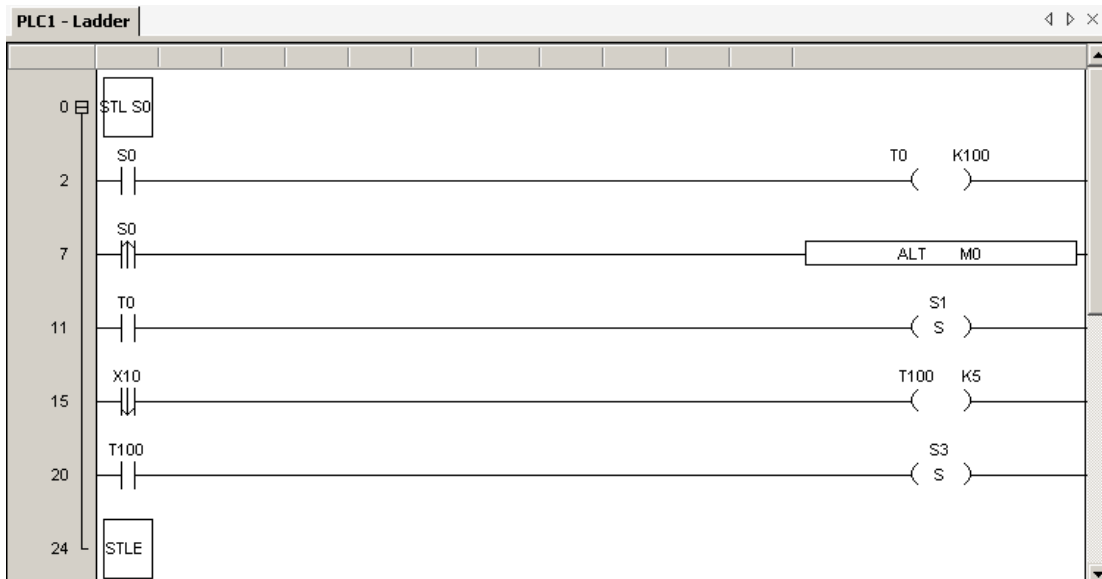 PLC1 - Ladder
0 STL S0
S0 T0 K100
2
S0
7 ALT M0
T0 S1
11 S
X10 T100 K5
15
T100 S3
20 S
24 STLE